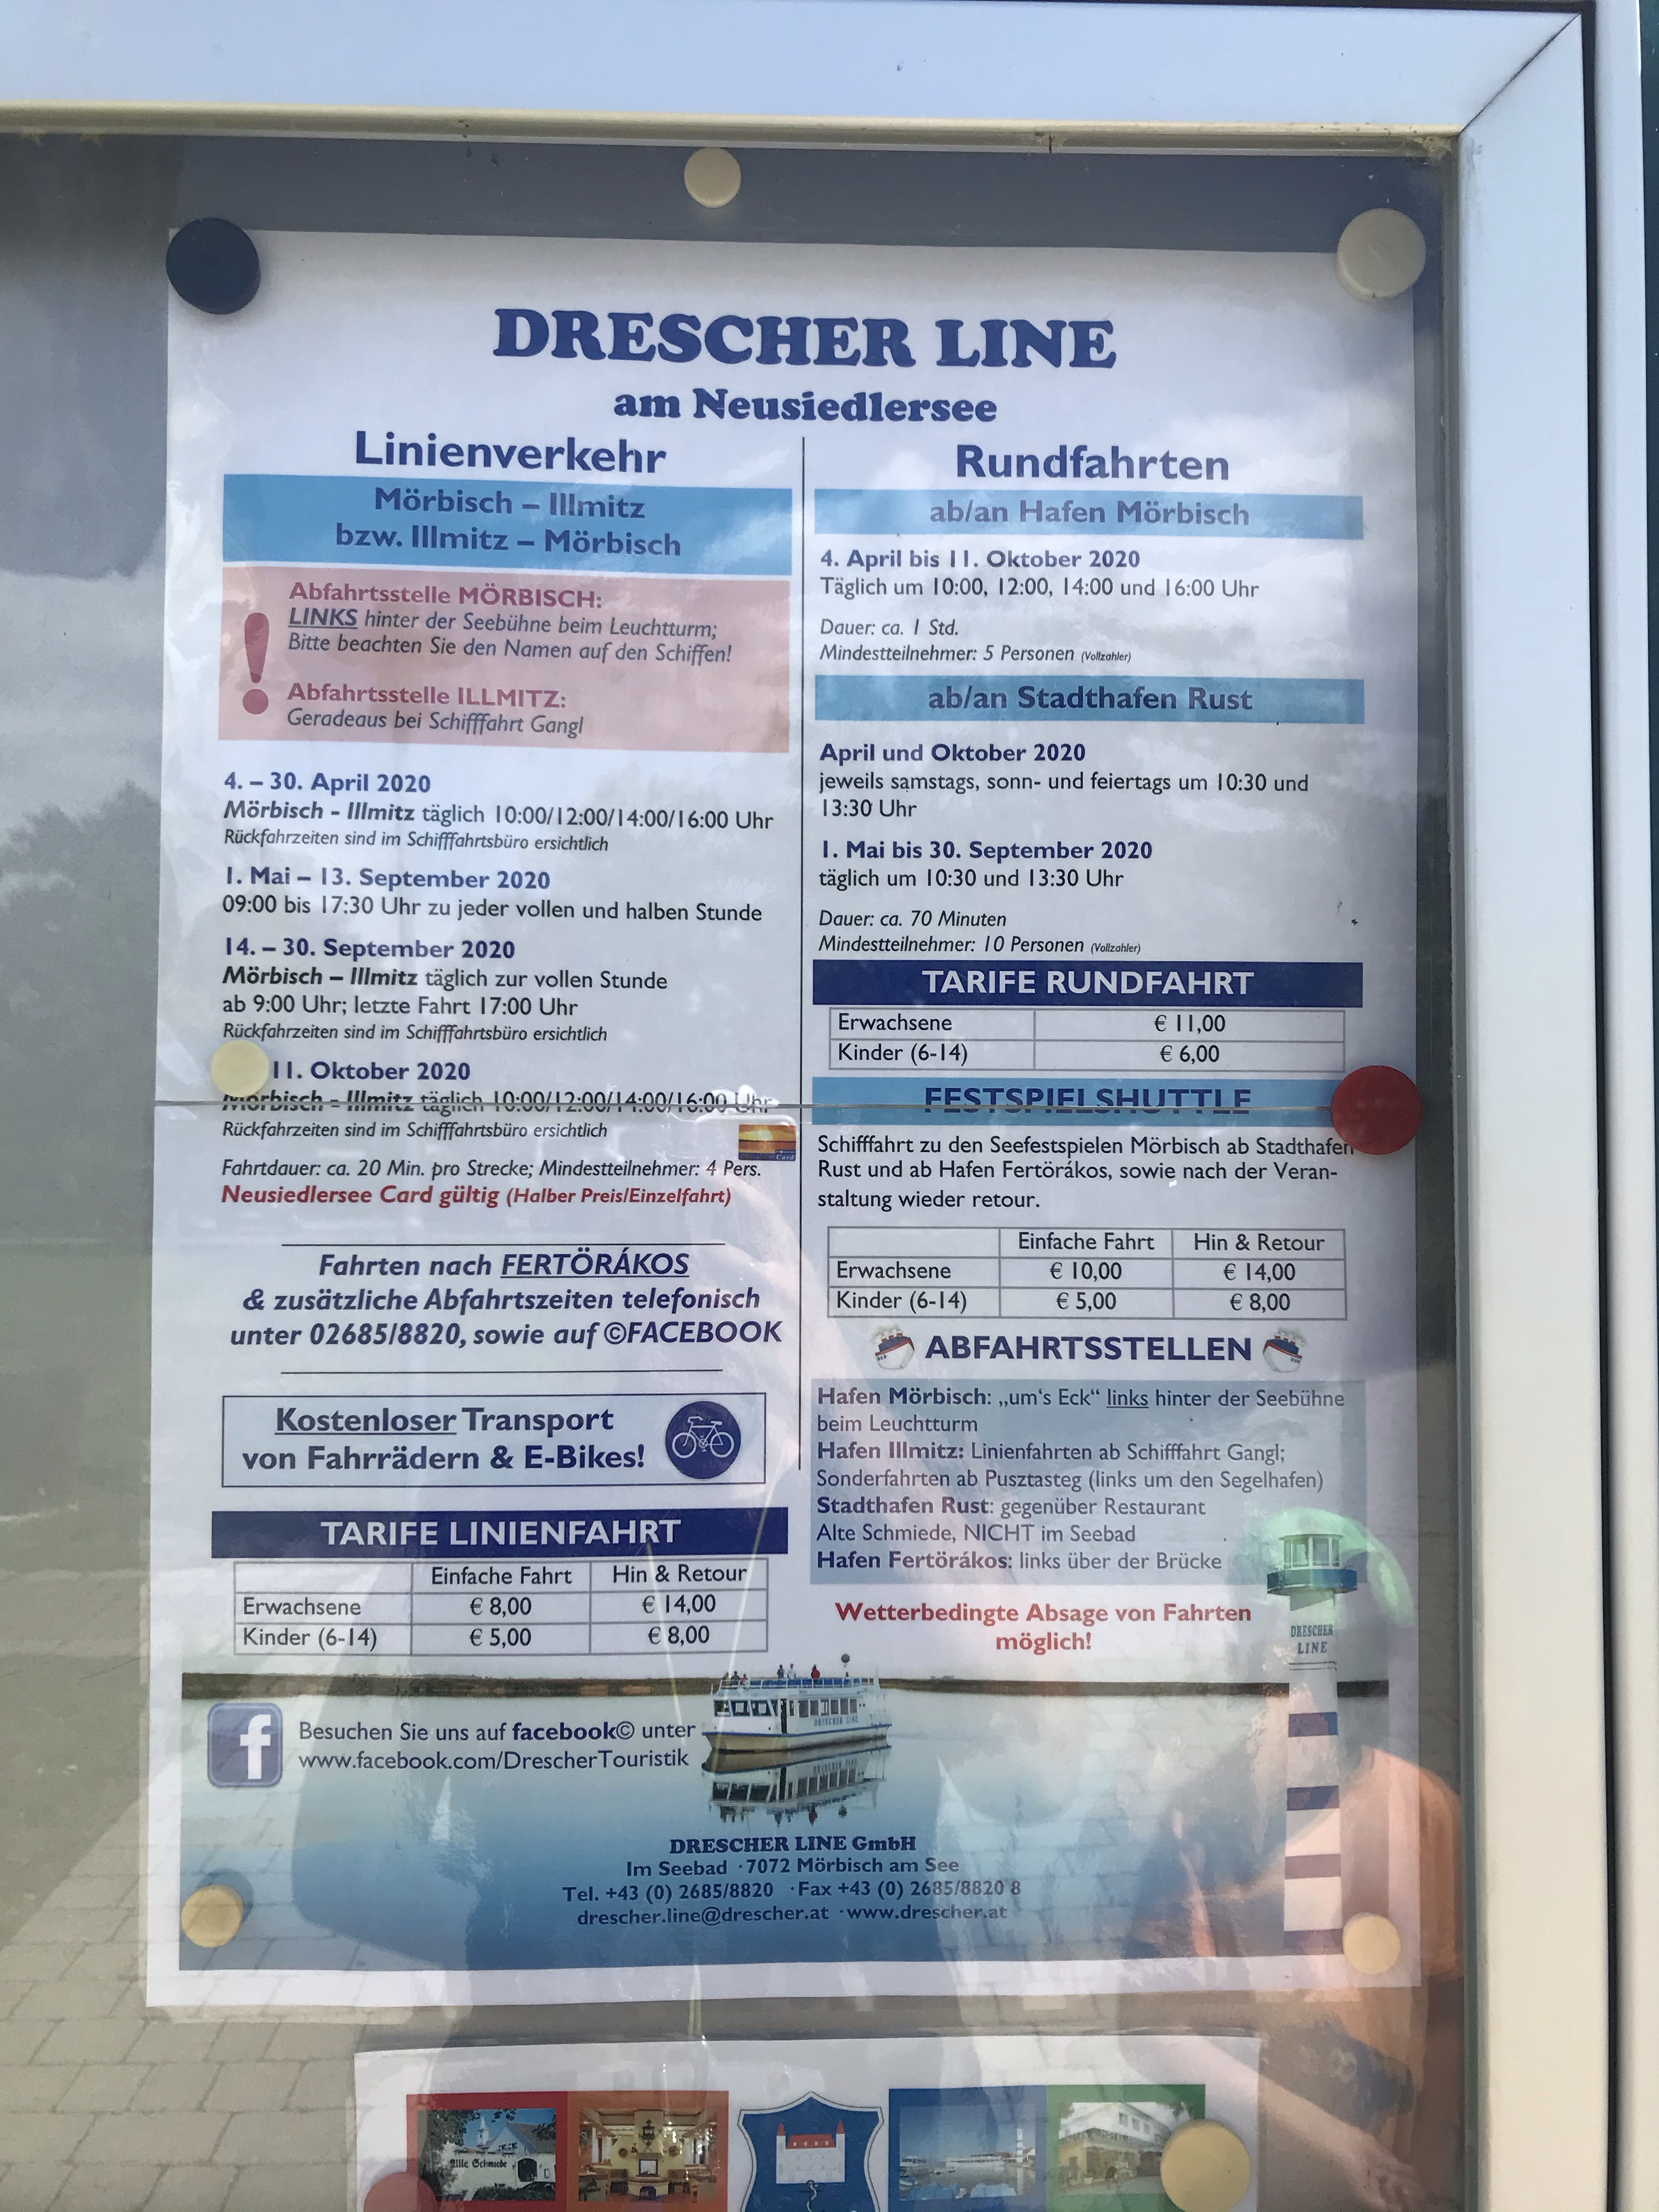 DRESCHER LINE
am Neusiedlersee
Linienverkehr
Mörbisch – Illmitz
bzw. Illmitz – Mörbisch
Abfahrtsstelle MÖRBISCH:
LINKS hinter der Seebühne beim Leuchtturm;
Bitte beachten Sie den Namen auf den Schiffen!
Abfahrtsstelle ILLMITZ:
Geradeaus bei Schifffahrt Gangl
4. – 30. April 2020
Mörbisch - Illmitz täglich 10:00/12:00/14:00/16:00 Uhr
Rückfahrzeiten sind im Schifffahrtsbüro ersichtlich
1. Mai – 13. September 2020
09:00 bis 17:30 Uhr zu jeder vollen und halben Stunde
14. – 30. September 2020
Mörbisch – Illmitz täglich zur vollen Stunde
ab 9:00 Uhr; letzte Fahrt 17:00 Uhr
Rückfahrzeiten sind im Schifffahrtsbüro ersichtlich
11. Oktober 2020
Mörbisch - Illmitz täglich 10:00/12:00/14:00/16:00 Uhr
Rückfahrzeiten sind im Schifffahrtsbüro ersichtlich
Card
Fahrtdauer: ca. 20 Min. pro Strecke; Mindestteilnehmer: 4 Pers.
Neusiedlersee Card gültig (Halber Preis/Einzelfahrt)
Fahrten nach FERTÖRÁKOS
& zusätzliche Abfahrtszeiten telefonisch
unter 02685/8820, sowie auf ©FACEBOOK
Kostenloser Transport
von Fahrrädern & E-Bikes!
TARIFE LINIENFAHRT
Einfache Fahrt Hin & Retour
Erwachsene € 8,00 € 14,00
Kinder (6-14) € 5,00 € 8,00
Rundfahrten
ab/an Hafen Mörbisch
4. April bis 11. Oktober 2020
Täglich um 10:00, 12:00, 14:00 und 16:00 Uhr
Dauer: ca. 1 Std.
Mindestteilnehmer: 5 Personen (Vollzahler)
ab/an Stadthafen Rust
April und Oktober 2020
jeweils samstags, sonn- und feiertags um 10:30 und
13:30 Uhr
1. Mai bis 30. September 2020
täglich um 10:30 und 13:30 Uhr
Dauer: ca. 70 Minuten
Mindestteilnehmer: 10 Personen (Vollzahler)
TARIFE RUNDFAHRT
Erwachsene € 11,00
Kinder (6-14) € 6,00
FESTSPIELSHUTTLE
Schifffahrt zu den Seefestspielen Mörbisch ab Stadthafen
Rust und ab Hafen Fertörákos, sowie nach der Veran-
staltung wieder retour.
Einfache Fahrt Hin & Retour
Erwachsene € 10,00 € 14,00
Kinder (6-14) € 5,00 € 8,00
ABFAHRTSSTELLEN
Hafen Mörbisch: „um's Eck“ links hinter der Seebühne
beim Leuchtturm
Hafen Illmitz: Linienfahrten ab Schifffahrt Gangl;
Sonderfahrten ab Pusztasteg (links um den Segelhafen)
Stadthafen Rust: gegenüber Restaurant
Alte Schmiede, NICHT im Seebad
Hafen Fertörákos: links über der Brücke
Wetterbedingte Absage von Fahrten
möglich!
DRESCHER
LINE
f
Besuchen Sie uns auf facebook© unter
www.facebook.com/DrescherTouristik
DRESCHER LINE
DRESCHER LINE GmbH
Im Seebad · 7072 Mörbisch am See
Tel. +43 (0) 2685/8820 · Fax +43 (0) 2685/8820 8
drescher.line@drescher.at · www.drescher.at
Alte Schmiede